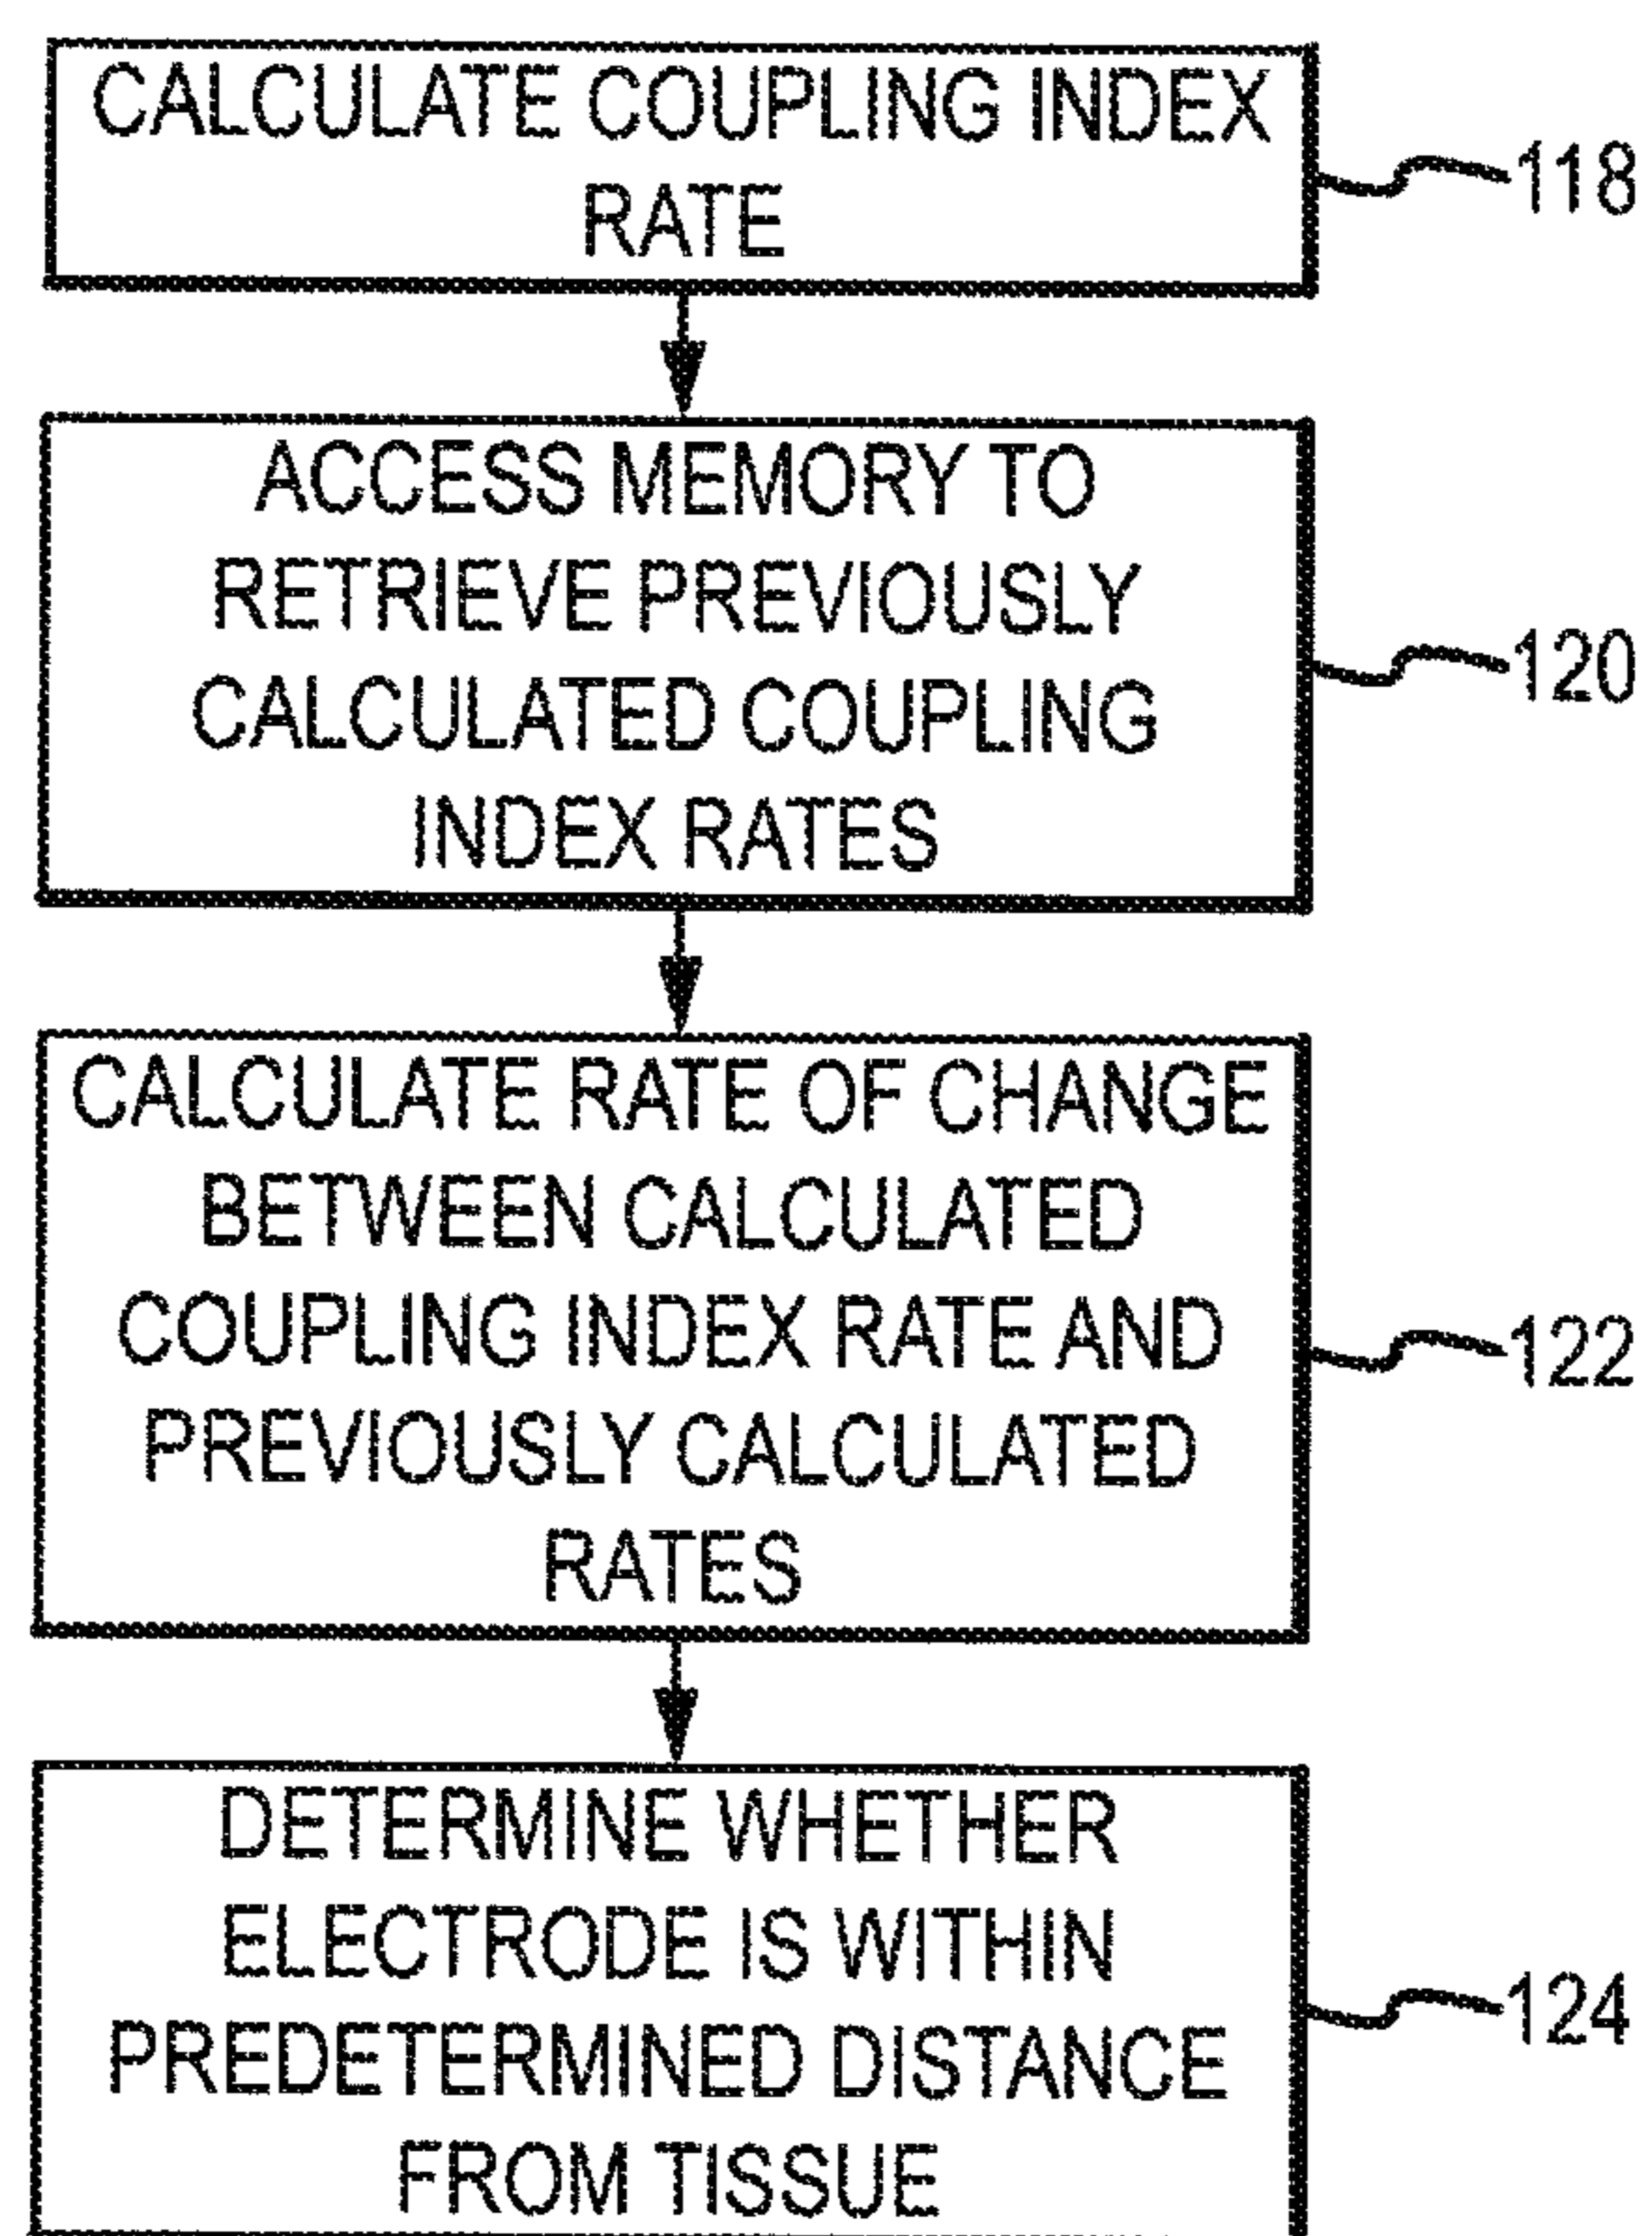 CALCULATE COUPLING INDEX
RATE
118
ACCESS MEMORY TO
RETRIEVE PREVIOUSLY
CALCULATED COUPLING
INDEX RATES
120
CALCULATE RATE OF CHANGE
BETWEEN CALCULATED
COUPLING INDEX RATE AND
PREVIOUSLY CALCULATED
RATES
122
DETERMINE WHETHER
ELECTRODE IS WITHIN
PREDETERMINED DISTANCE
FROM TISSUE
124